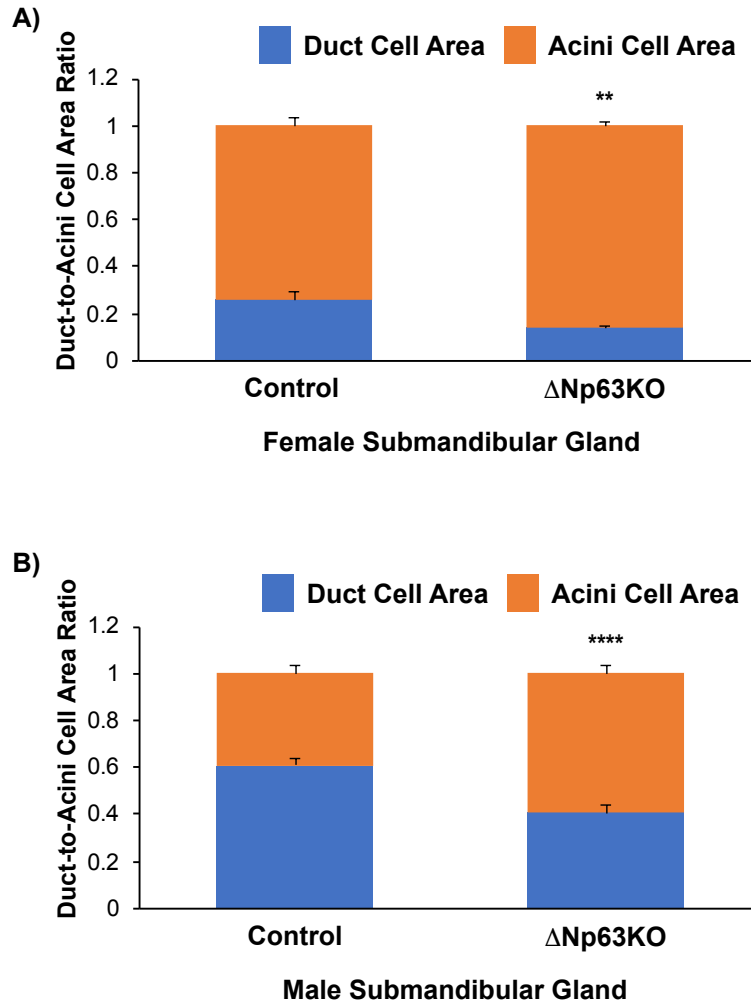 A)
Duct Cell Area
Acini Cell Area
Duct-to-Acini Cell Area Ratio
1.2
1
0.8
0.6
0.4
0.2
0
**
Control
ΔNp63KO
Female Submandibular Gland
B)
Duct Cell Area
Acini Cell Area
Duct-to-Acini Cell Area Ratio
1.2
1
0.8
0.6
0.4
0.2
0
****
Control
ΔNp63KO
Male Submandibular Gland